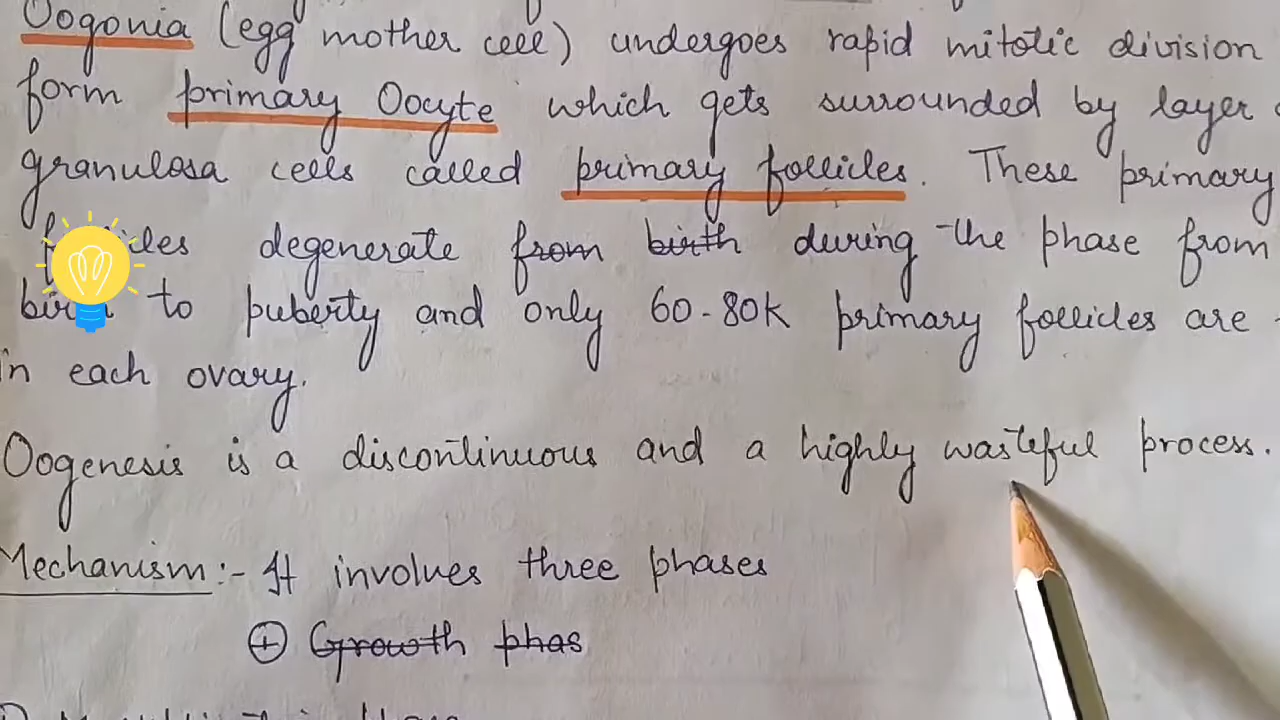 Oogonia (egg mother cell) undergoes rapid mitotic division
form primary Oocyte which gets surrounded by layer
granulosa cells called primary follicles. These primary
degenerate from birth during the phase from
to puberty and only 60-80k primary follicles are
in each ovary.
Oogenesis is a discontinuous and a highly wasteful process.
Mechanism:- It involves three phases
+ Growth phas